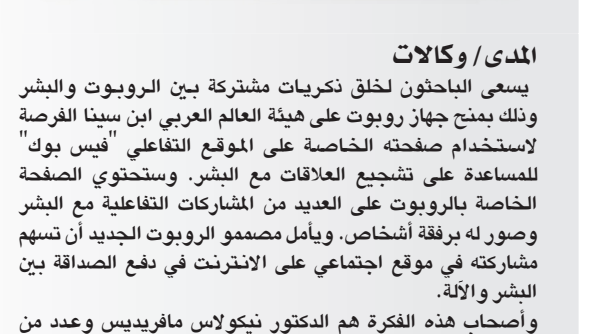 المدى/ وكالات
يسعى الباحثون لخلق ذكريات مشتركة بين الروبوت والبشر
وذلك بمنح جهاز روبوت على هيئة العالم العربي ابن سينا الفرصة
لاستخدام صفحته الخاصة على الموقع التفاعلي "فيس بوك"
للمساعدة على تشجيع العلاقات مع البشر. وستحتوي الصفحة
الخاصة بالروبوت على العديد من المشاركات التفاعلية مع البشر
وصور له برفقة أشخاص. ويأمل مصممو الروبوت الجديد أن تسهم
مشاركته في موقع اجتماعي على الانترنت في دفع الصداقة بين
البشر والآلة.
وأصحاب هذه الفكرة هم الدكتور نيكولاس مافريديس وعدد من